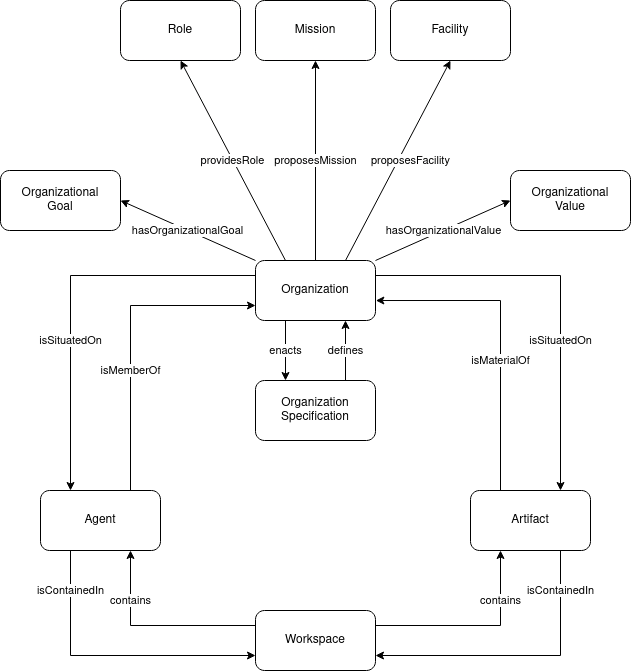 Role
Mission
Facility
providesRole
proposesMission
proposesFacility
Organizational
Goal
Organizational
Value
hasOrganizationalGoal
hasOrganizationalValue
Organization
isSituatedOn
isMemberOf
enacts
defines
isMaterialOf
isSituatedOn
Organization
Specification
Agent
Artifact
isContainedIn
contains
contains
isContainedIn
Workspace